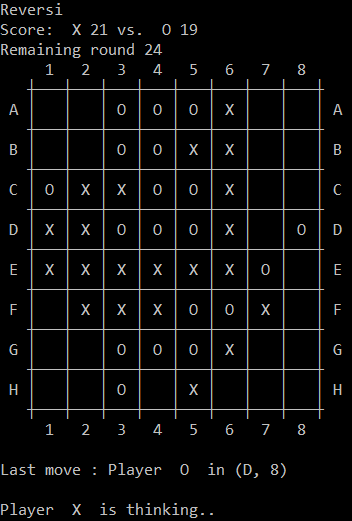 Reversi
Score:  X 21 vs.  O 19
Remaining round 24
1 2 3 4 5 6 7 8
A O O O X A
B O O X X B
C O X X O O X C
D X X O O O X O D
E X X X X X X O E
F X X X O O X F
G O O O X G
H O X H
1 2 3 4 5 6 7 8
Last move : Player  O  in (D, 8)
Player  X  is thinking..